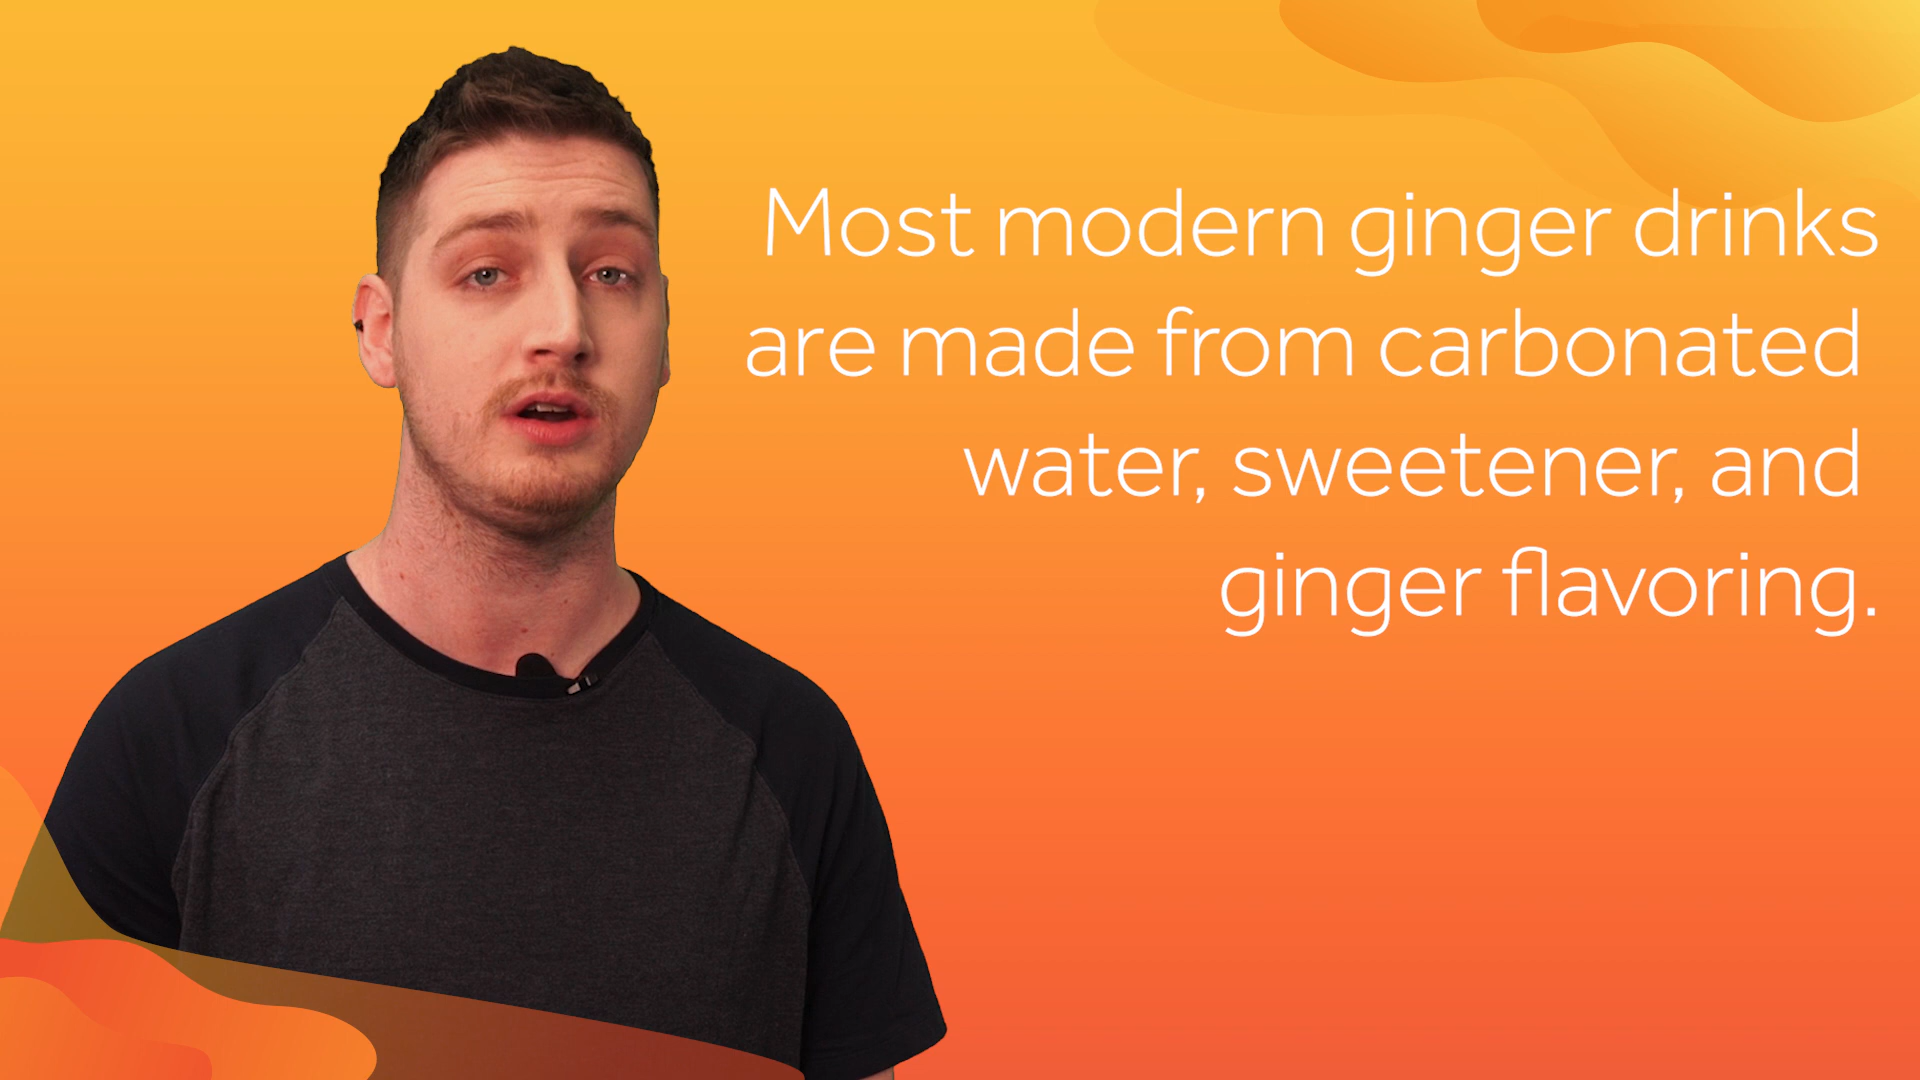 Most modern ginger drinks
are made from carbonated
water, sweetener, and
ginger flavoring.